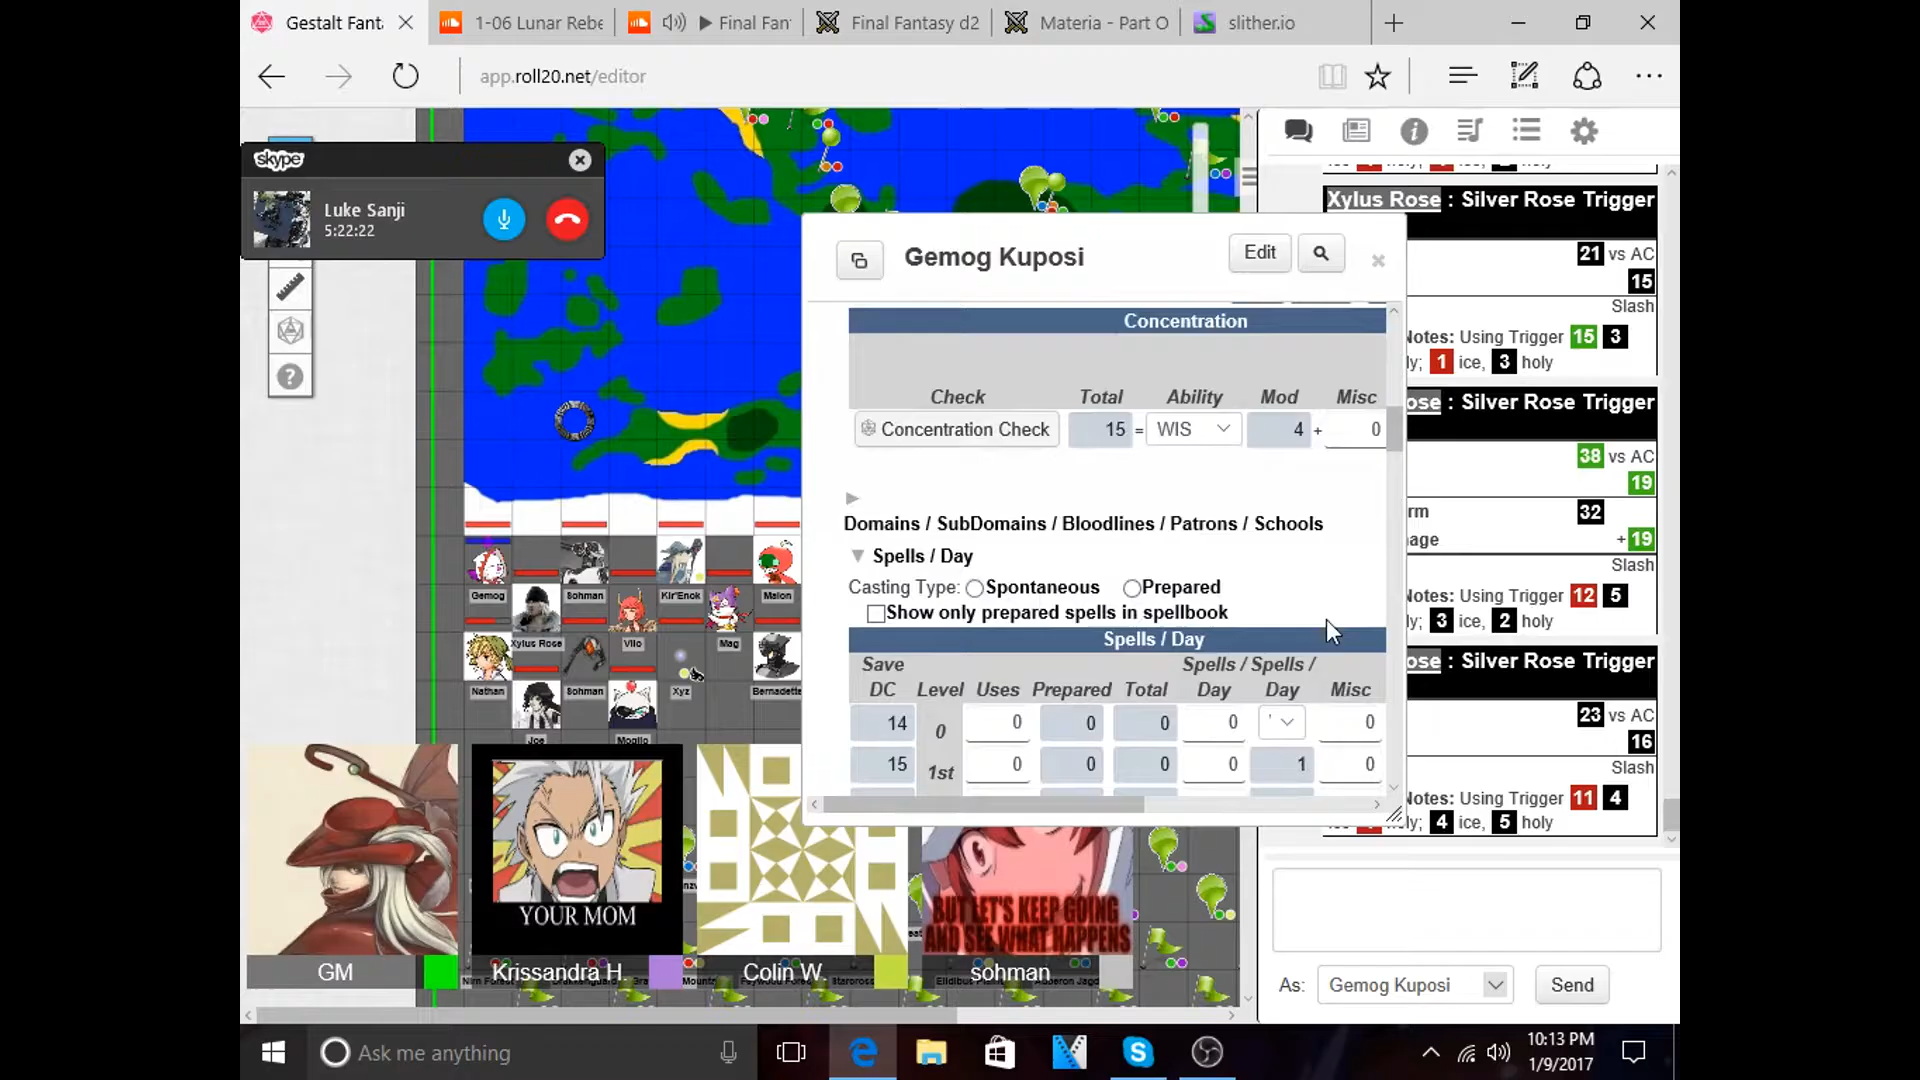 Gestalt Fant
1-06 Lunar Rebe
Final Fan
Final Fantasy d2
Materia - Part O
slither.io
app.roll20.net/editor
skype
Luke Sanji
5:22:22
Gemog Kuposi
Edit
Concentration
Check
Total
Ability
Mod
Misc
Concentration Check
15
=
WIS
4
+
0
Domains / SubDomains / Bloodlines / Patrons / Schools
Spells / Day
Casting Type:
Spontaneous
Prepared
Show only prepared spells in spellbook
Spells / Day
Save DC
Level
Uses
Prepared
Total
Spells / Day
Spells / Day
Misc
14
0
0
0
0
0
0
15
1st
0
0
0
0
1
0
Xylus Rose : Silver Rose Trigger
21 vs AC
15
Slash
Notes: Using Trigger 15 3
ly; 1 ice, 3 holy
ose : Silver Rose Trigger
38 vs AC
19
rm
32
age
+ 19
Slash
Notes: Using Trigger 12 5
3 ice, 2 holy
ose : Silver Rose Trigger
23 vs AC
16
Slash
Notes: Using Trigger 11 4
4 ice, 5 holy
As:
Gemog Kuposi
Send
Gemog
Sohman
Kir'Enok
Malon
Xylus Rose
Vilo
Mag
Nathan
Sohman
Xyz
Bernadette
Joe
Moglio
YOUR MOM
BUT LET'S KEEP GOING
AND SEE WHAT HAPPENS
GM
Krissandra H.
Colin W.
sohman
Ask me anything
10:13 PM
1/9/2017